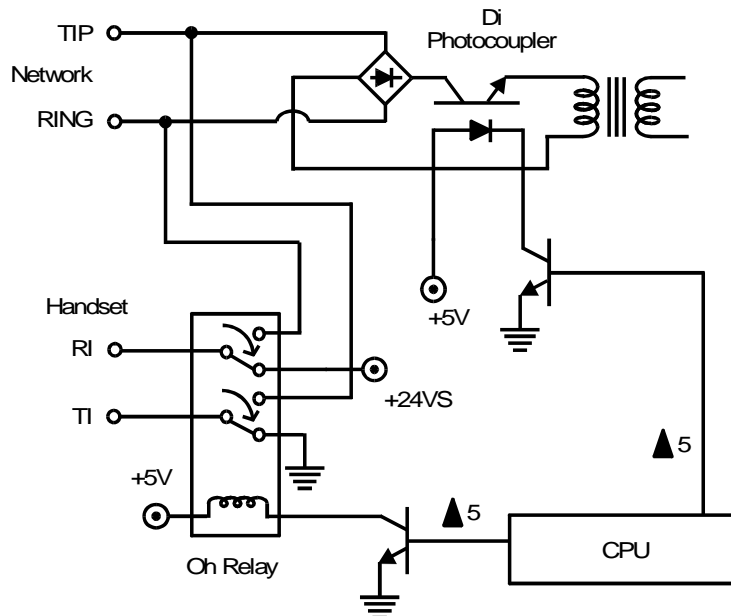 TIP
Network
RING
Di
Photocoupler
+5V
Handset
RI
TI
+24VS
+5V
Oh Relay
▲5
▲5
CPU